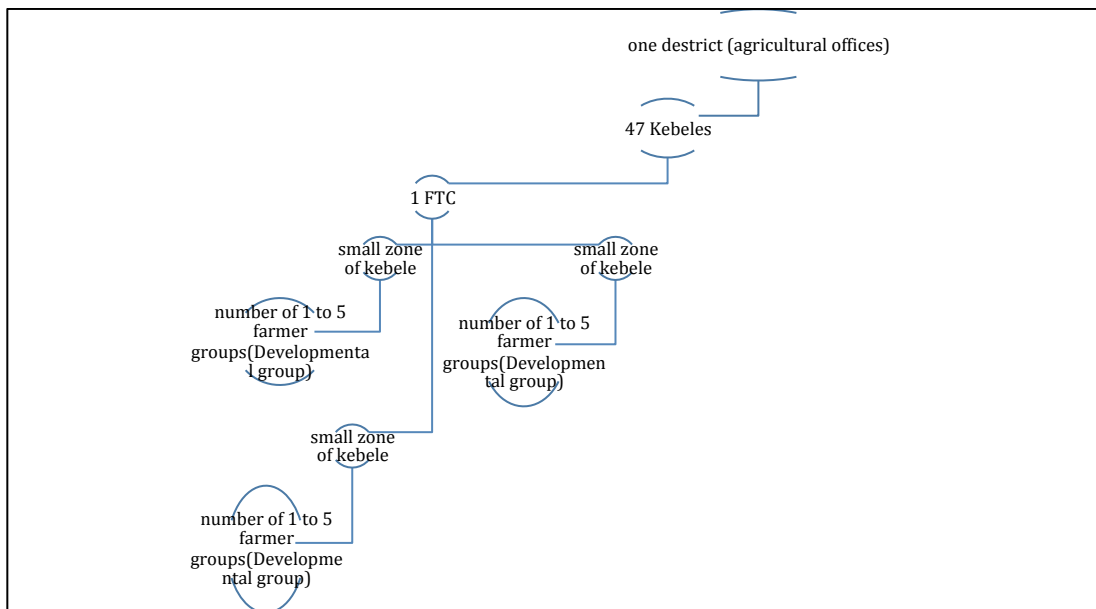 one destrict (agricultural offices)
47 Kebeles
1 FTC
small zone
of kebele
small zone
of kebele
number of 1 to 5
farmer
groups(Developmenta
l group)
number of 1 to 5
farmer
groups(Developmen
tal group)
small zone
of kebele
number of 1 to 5
farmer
groups(Developme
ntal group)